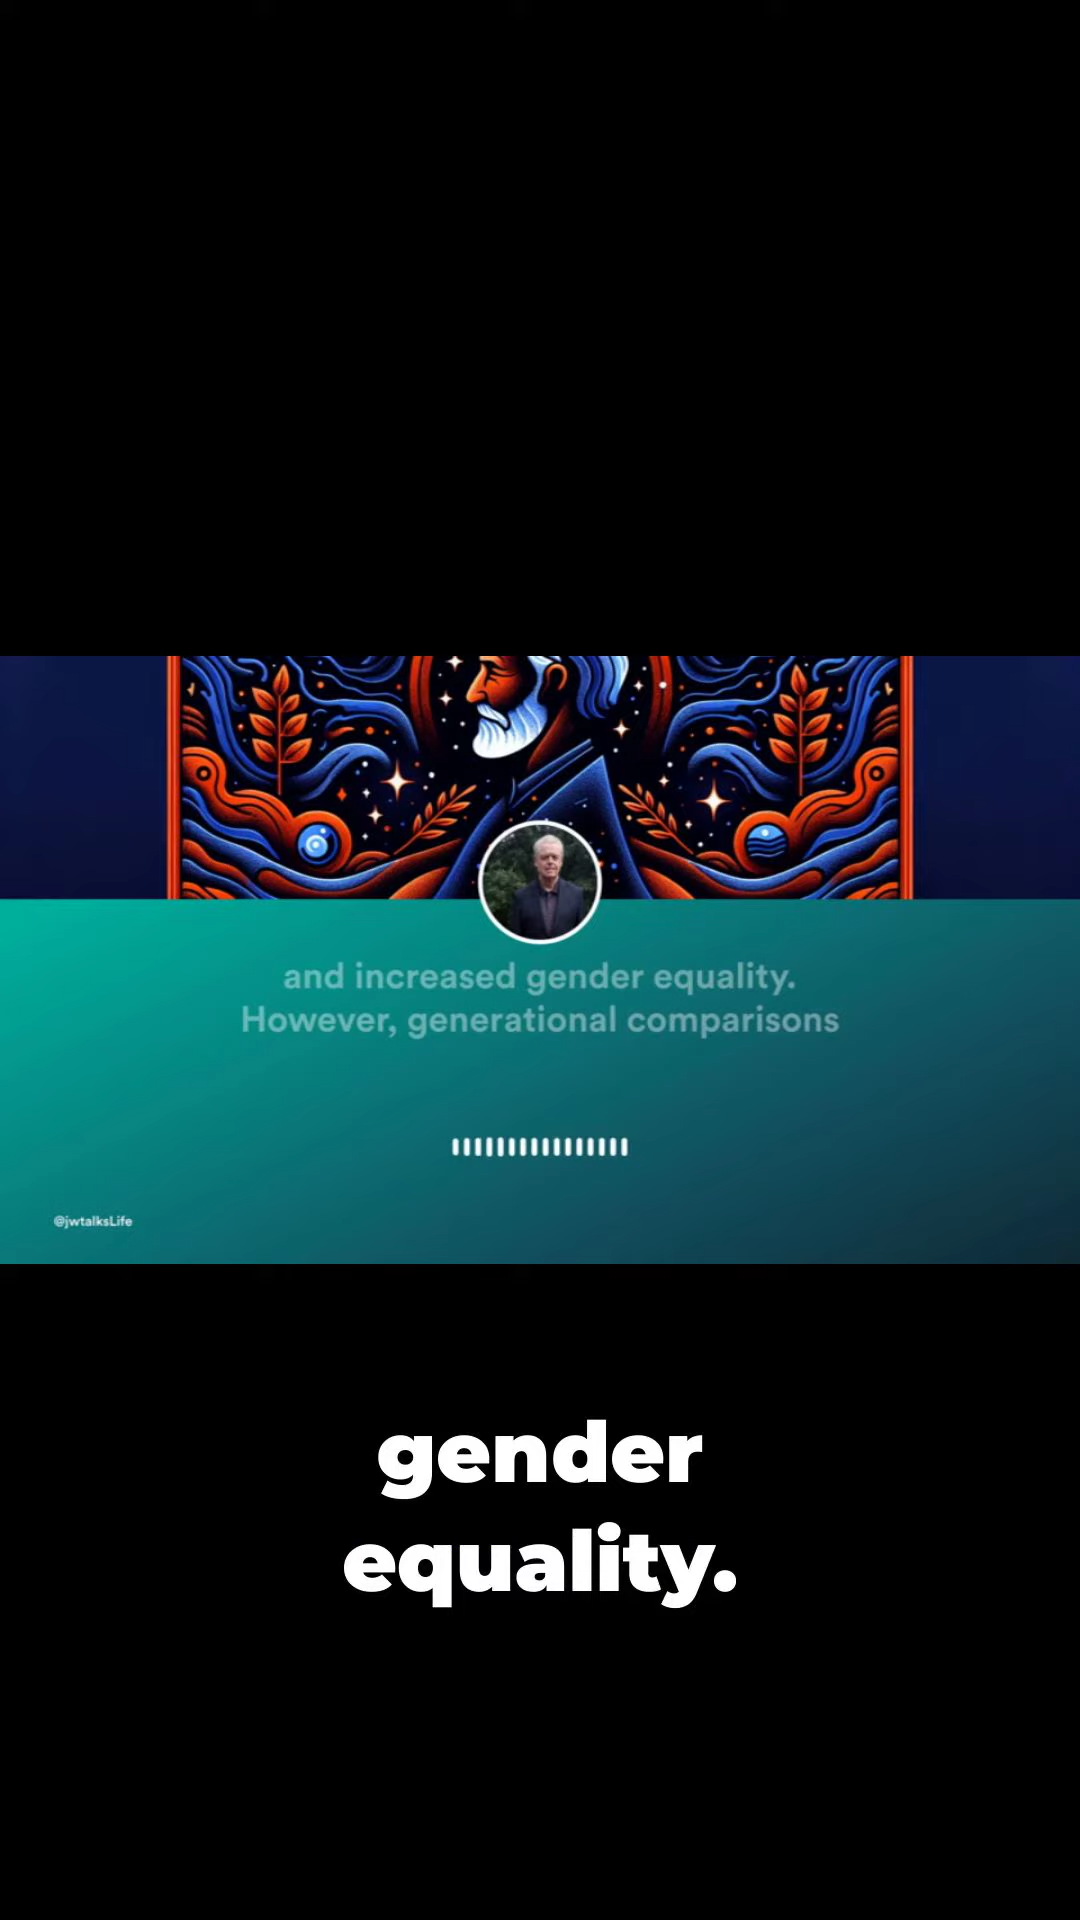 and increased gender equality.
However, generational comparisons
@jwtalksLife
gender
equality.